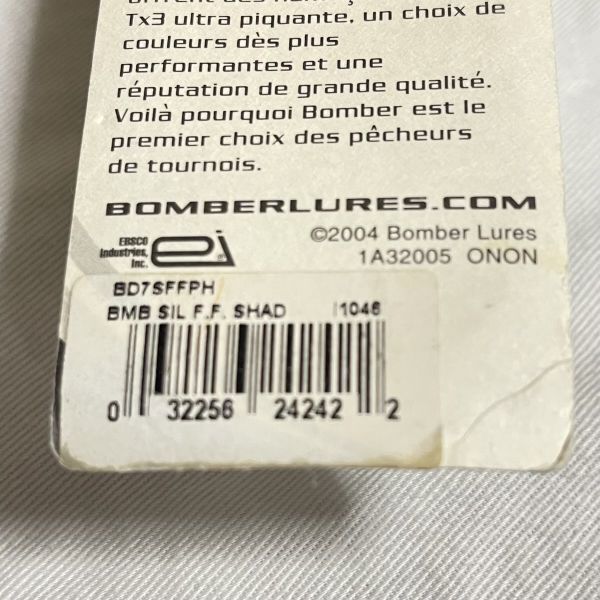 Tx3 ultra piquante, un choix de
couleurs dès plus
performantes et une
réputation de grande qualité.
Voilà pourquoi Bomber est le
premier choix des pêcheurs
de tournois.
BOMBERLURES.COM
EBSCO
Industries,
Inc.
ei
©2004 Bomber Lures
1A32005 ONON
BD7SFFPH
BMB SIL F.F. SHAD 11046
0 32256 24242 2